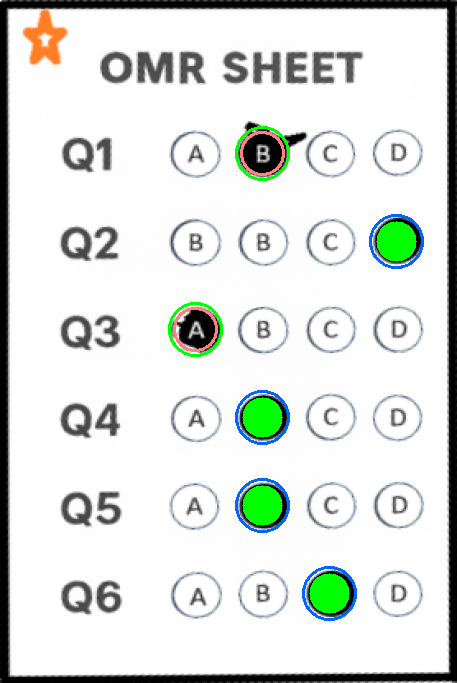 OMR SHEET
Q1 A B C D
Q2 B B C
Q3 A B C D
Q4 A C D
Q5 A C D
Q6 A B D